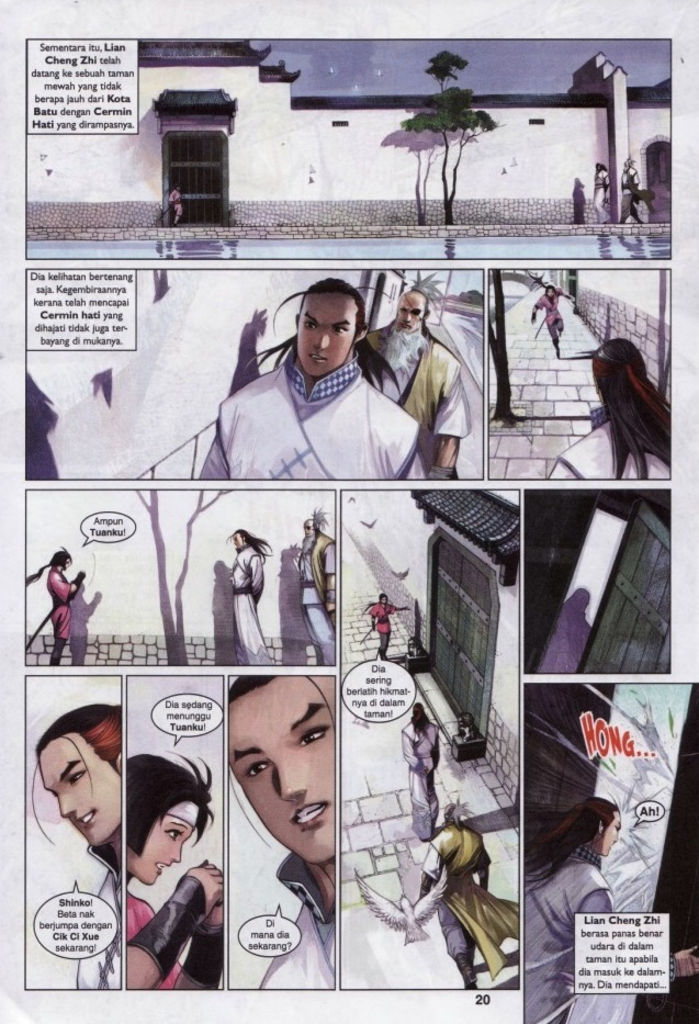 Sementara itu, Lian
Cheng Zhi telah
datang ke sebuah taman
mewah yang tidak
berapa jauh dari Kota
Batu dengan Cermin
Hati yang dirampasnya.
Dia kelihatan bertenang
saja. Kegembiraannya
kerana telah mencapai
Cermin hati yang
dihajati tidak juga ter-
bayang di mukanya.
Ampun
Tuanku!
Dia
sering
berlatih hikmat-
nya di dalam
taman!
Shinko!
Beta nak
berjumpa dengan
Cik Ci Xue
sekarang!
Dia sedang
menunggu
Tuanku!
Di
mana dia
sekarang?
HONG...
Ah!
Lian Cheng Zhi
berasa panas benar
udara di dalam
taman itu apabila
dia masuk ke dalam-
nya. Dia mendapati...
20